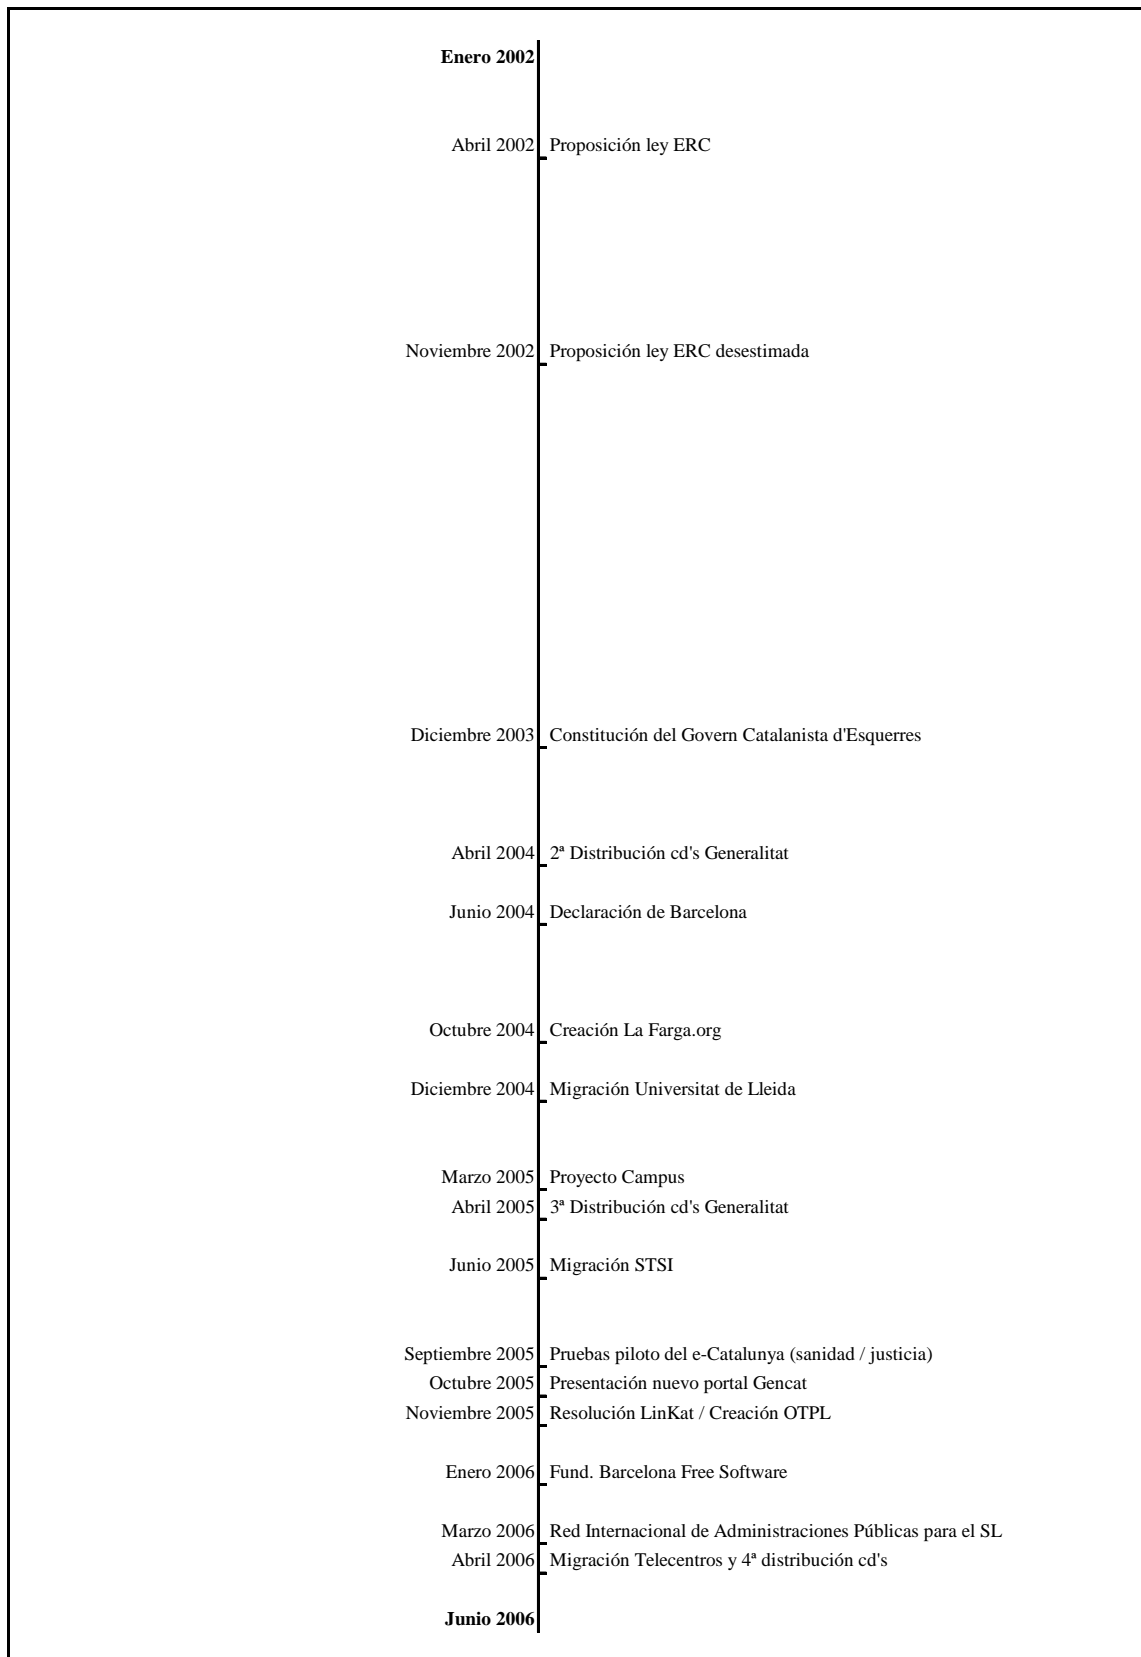 Enero 2002
Abril 2002 Proposición ley ERC
Noviembre 2002 Proposición ley ERC desestimada
Diciembre 2003 Constitución del Govern Catalanista d'Esquerres
Abril 2004 2ª Distribución cd's Generalitat
Junio 2004 Declaración de Barcelona
Octubre 2004 Creación La Farga.org
Diciembre 2004 Migración Universitat de Lleida
Marzo 2005 Proyecto Campus
Abril 2005 3ª Distribución cd's Generalitat
Junio 2005 Migración STSI
Septiembre 2005 Pruebas piloto del e-Catalunya (sanidad / justicia)
Octubre 2005 Presentación nuevo portal Gencat
Noviembre 2005 Resolución LinKat / Creación OTPL
Enero 2006 Fund. Barcelona Free Software
Marzo 2006 Red Internacional de Administraciones Públicas para el SL
Abril 2006 Migración Telecentros y 4ª distribución cd's
Junio 2006